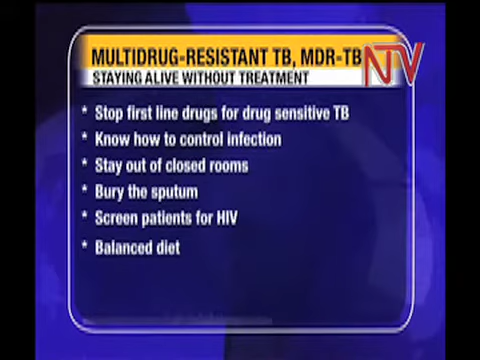 MULTIDRUG-RESISTANT TB, MDR-TB
NTV
STAYING ALIVE WITHOUT TREATMENT
* Stop first line drugs for drug sensitive TB
* Know how to control infection
* Stay out of closed rooms
* Bury the sputum
* Screen patients for HIV
* Balanced diet